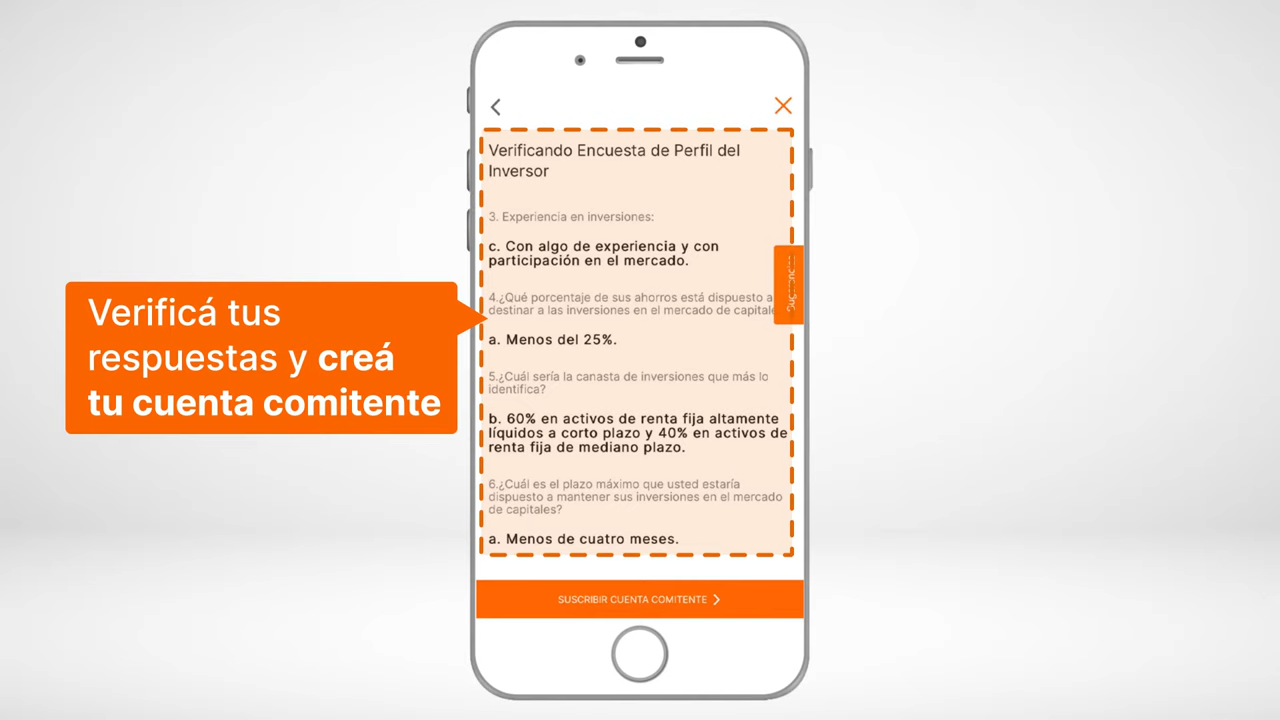 Verificando Encuesta de Perfil del
Inversor
3. Experiencia en inversiones:
c. Con algo de experiencia y con
participación en el mercado.
4.¿Qué porcentaje de sus ahorros está dispuesto a
destinar a las inversiones en el mercado de
a. Menos del 25%.
5.¿Cuál sería la canasta de inversiones que más lo
identifica?
b. 60% en activos de renta fija altamente
líquidos a corto plazo y 40% en activos de
renta fija de mediano plazo.
6.¿Cuál es el plazo máximo que usted estaría
dispuesto a mantener sus inversiones en el mercado
de capitales?
a. Menos de cuatro meses.
SUSCRIBIR CUENTA COMITENTE
Verificá tus
respuestas y creá
tu cuenta comitente